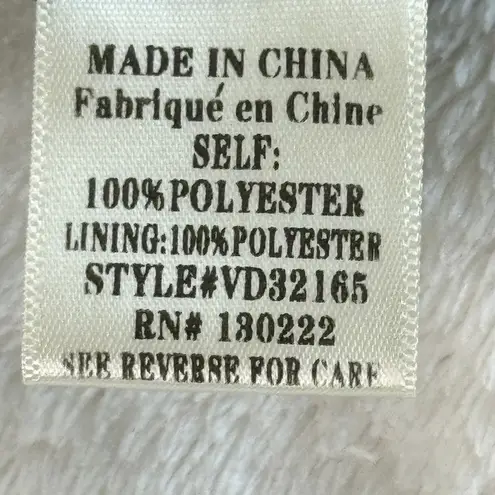 MADE IN CHINA
Fabriqué en Chine
SELF:
100%POLYESTER
LINING:100%POLYESTER
STYLE#VD32165
RN# 130222
SEE REVERSE FOR CARE